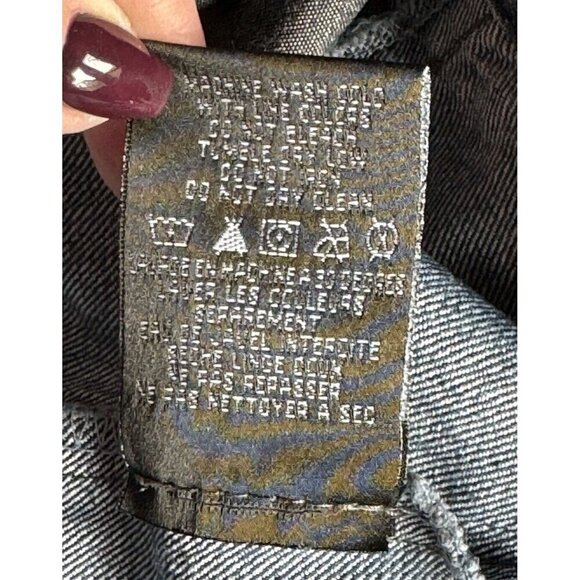 MACHINE WASH COLD
WITH LIKE COLORS
DO NOT BLEACH
TUMBLE DRY LOW
DO NOT IRON
DO NOT DRY CLEAN
LAVAGE EN MACHINE A 30 DEGRES
LAVER LES COULEURS
SEPAREMENT
EAU DE JAVEL INTERDITE
SECHE LINGE DOUX
NE PAS REPASSER
NE PAS NETTOYER A SEC